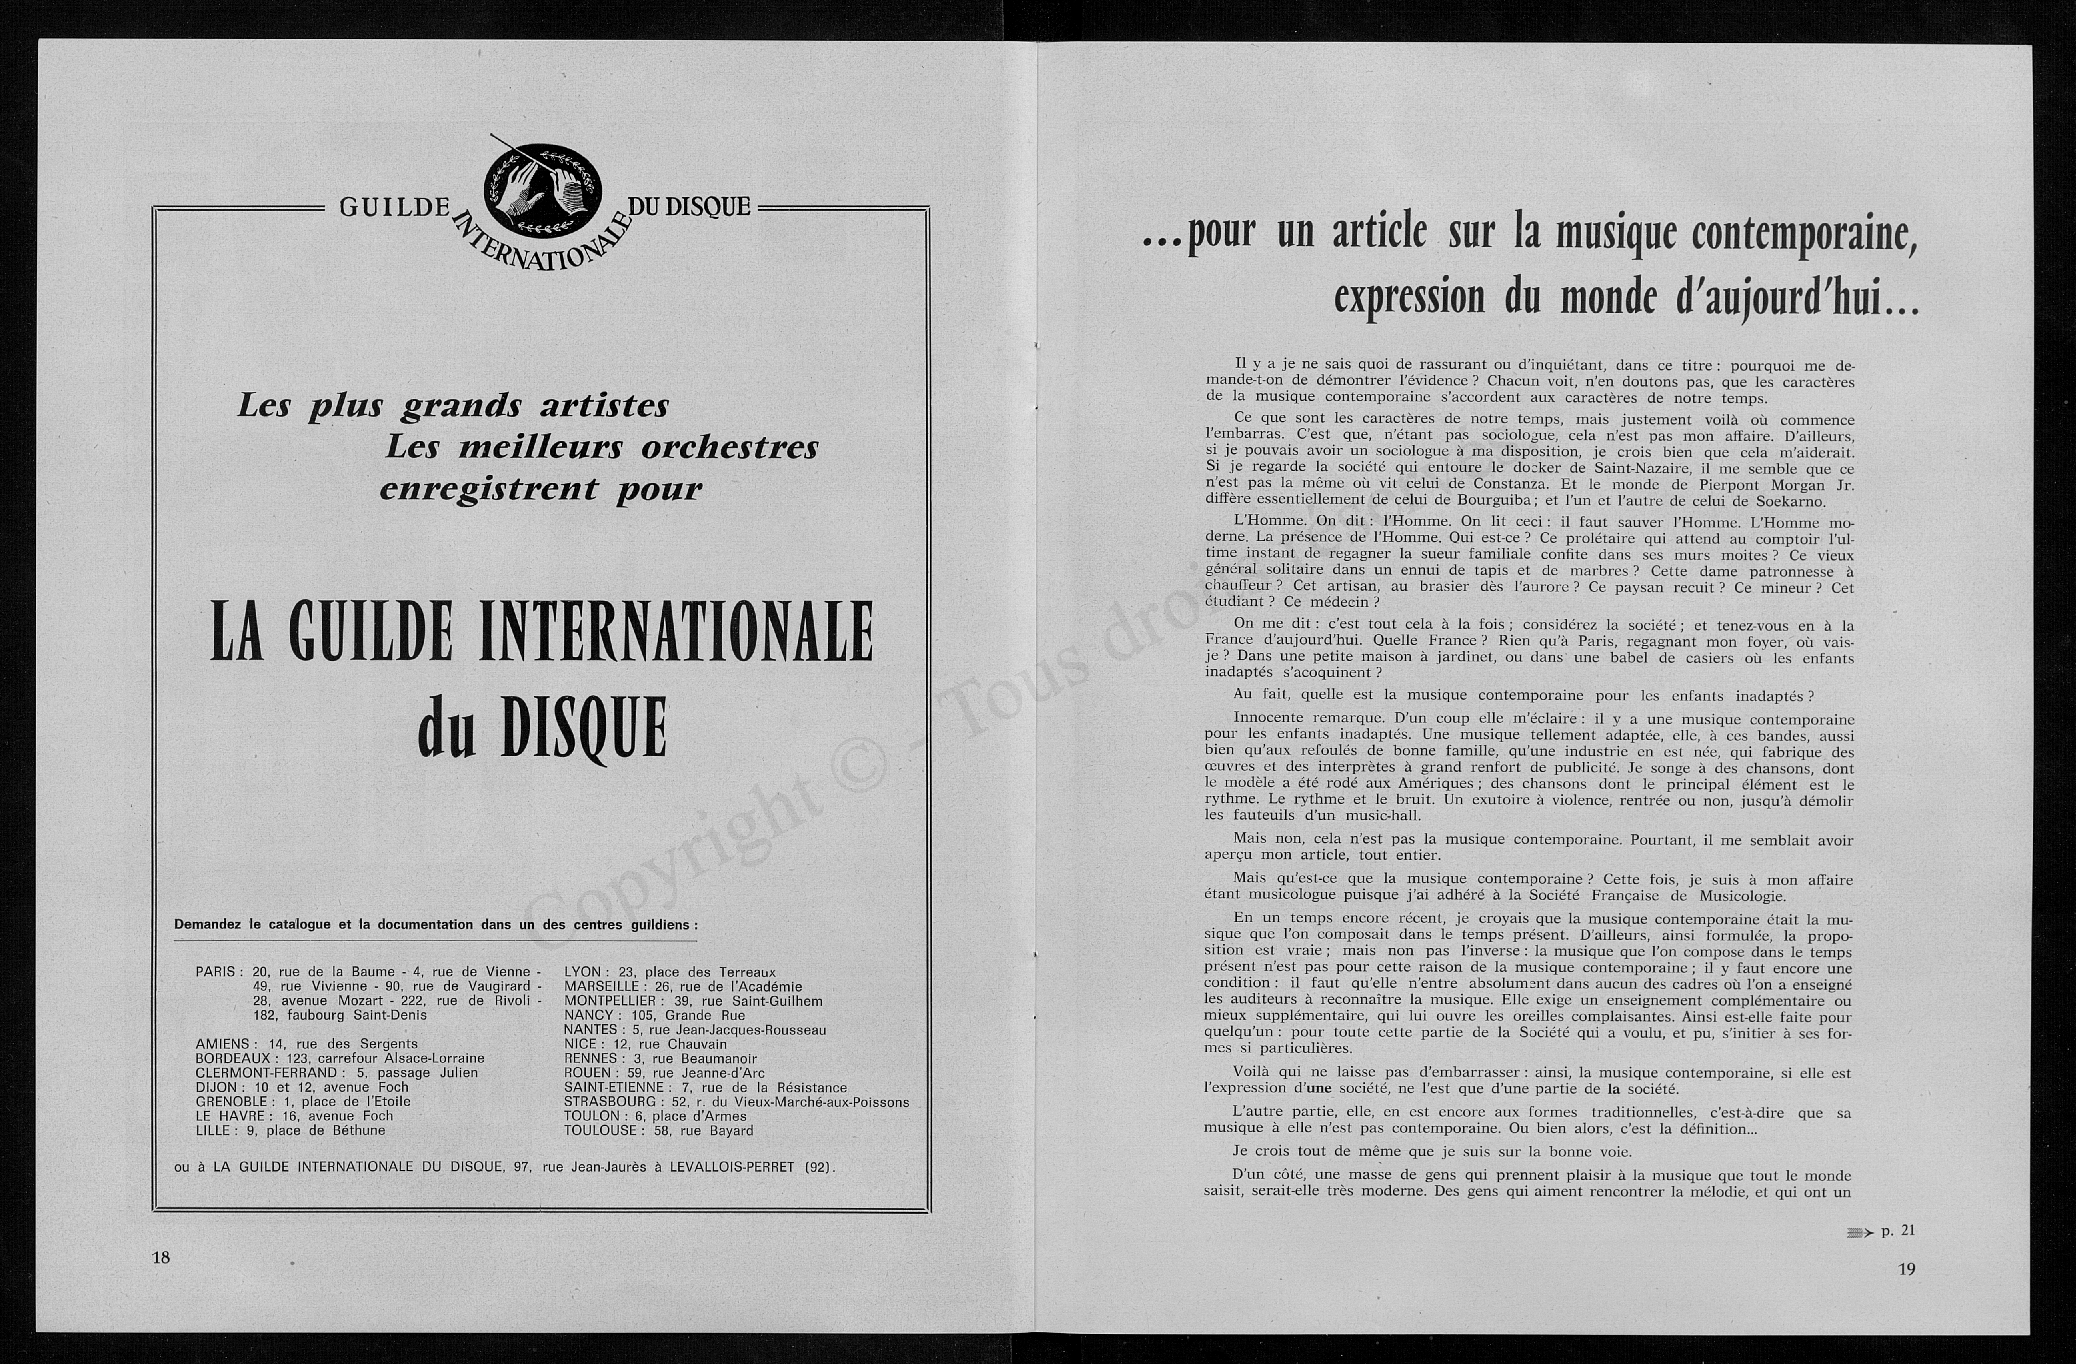 GUILDE INTERNATIONALE DU DISQUE
Les plus grands artistes
Les meilleurs orchestres
enregistrent pour
LA GUILDE INTERNATIONALE
du DISQUE
Demandez le catalogue et la documentation dans un des centres guildiens :
PARIS : 20, rue de la Baume - 4, rue de Vienne -
49, rue Vivienne - 90, rue de Vaugirard -
28, avenue Mozart - 222, rue de Rivoli -
182, faubourg Saint-Denis
AMIENS : 14, rue des Sergents
BORDEAUX : 123, carrefour Alsace-Lorraine
CLERMONT-FERRAND : 5, passage Julien
DIJON : 10 et 12, avenue Foch
GRENOBLE : 1, place de l'Etoile
LE HAVRE : 16, avenue Foch
LILLE : 9, place de Béthune
LYON : 23, place des Terreaux
MARSEILLE : 26, rue de l'Académie
MONTPELLIER : 39, rue Saint-Guilhem
NANCY : 105, Grande Rue
NANTES : 5, rue Jean-Jacques-Rousseau
NICE : 12, rue Chauvain
RENNES : 3, rue Beaumanoir
ROUEN : 59, rue Jeanne-d'Arc
SAINT-ETIENNE : 7, rue de la Résistance
STRASBOURG : 52, r. du Vieux-Marché-aux-Poissons
TOULON : 6, place d'Armes
TOULOUSE : 58, rue Bayard
ou à LA GUILDE INTERNATIONALE DU DISQUE, 97, rue Jean-Jaurès à LEVALLOIS-PERRET (92).
18
...pour un article sur la musique contemporaine,
expression du monde d'aujourd'hui...
Il y a je ne sais quoi de rassurant ou d'inquiétant, dans ce titre : pourquoi me de-
mande-t-on de démontrer l'évidence ? Chacun voit, n'en doutons pas, que les caractères
de la musique contemporaine s'accordent aux caractères de notre temps.
Ce que sont les caractères de notre temps, mais justement voilà où commence
l'embarras. C'est que, n'étant pas sociologue, cela n'est pas mon affaire. D'ailleurs,
si je pouvais avoir un sociologue à ma disposition, je crois bien que cela m'aiderait.
Si je regarde la société qui entoure le docker de Saint-Nazaire, il me semble que ce
n'est pas la même où vit celui de Constanza. Et le monde de Pierpont Morgan Jr.
diffère essentiellement de celui de Bourguiba ; et l'un et l'autre de celui de Soekarno.
L'Homme. On dit : l'Homme. On lit ceci : il faut sauver l'Homme. L'Homme mo-
derne. La présence de l'Homme. Qui est-ce ? Ce prolétaire qui attend au comptoir l'ul-
time instant de regagner la sueur familiale confite dans ses murs moites ? Ce vieux
général solitaire dans un ennui de tapis et de marbres ? Cette dame patronnesse à
chauffeur ? Cet artisan, au brasier dès l'aurore ? Ce paysan recuit ? Ce mineur ? Cet
étudiant ? Ce médecin ?
On me dit : c'est tout cela à la fois ; considérez la société ; et tenez-vous en à la
France d'aujourd'hui. Quelle France ? Rien qu'à Paris, regagnant mon foyer, où vais-
je ? Dans une petite maison à jardinet, ou dans une babel de casiers où les enfants
inadaptés s'acoquinent ?
Au fait, quelle est la musique contemporaine pour les enfants inadaptés ?
Innocente remarque. D'un coup elle m'éclaire : il y a une musique contemporaine
pour les enfants inadaptés. Une musique tellement adaptée, elle, à ces bandes, aussi
bien qu'aux refoulés de bonne famille, qu'une industrie en est née, qui fabrique des
œuvres et des interprètes à grand renfort de publicité. Je songe à des chansons, dont
le modèle a été rodé aux Amériques ; des chansons dont le principal élément est le
rythme. Le rythme et le bruit. Un exutoire à violence, rentrée ou non, jusqu'à démolir
les fauteuils d'un music-hall.
Mais non, cela n'est pas la musique contemporaine. Pourtant, il me semblait avoir
aperçu mon article, tout entier.
Mais qu'est-ce que la musique contemporaine ? Cette fois, je suis à mon affaire
étant musicologue puisque j'ai adhéré à la Société Française de Musicologie.
En un temps encore récent, je croyais que la musique contemporaine était la mu-
sique que l'on composait dans le temps présent. D'ailleurs, ainsi formulée, la propo-
sition est vraie ; mais non pas l'inverse : la musique que l'on compose dans le temps
présent n'est pas pour cette raison de la musique contemporaine ; il y faut encore une
condition : il faut qu'elle n'entre absolument dans aucun des cadres où l'on a enseigné
les auditeurs à reconnaître la musique. Elle exige un enseignement complémentaire ou
mieux supplémentaire, qui lui ouvre les oreilles complaisantes. Ainsi est-elle faite pour
quelqu'un : pour toute cette partie de la Société qui a voulu, et pu, s'initier à ses for-
mes si particulières.
Voilà qui ne laisse pas d'embarrasser : ainsi, la musique contemporaine, si elle est
l'expression d'une société, ne l'est que d'une partie de la société.
L'autre partie, elle, en est encore aux formes traditionnelles, c'est-à-dire que sa
musique à elle n'est pas contemporaine. Ou bien alors, c'est la définition...
Je crois tout de même que je suis sur la bonne voie.
D'un côté, une masse de gens qui prennent plaisir à la musique que tout le monde
saisit, serait-elle très moderne. Des gens qui aiment rencontrer la mélodie, et qui ont un
p. 21
19
Copyright © - Tous droits